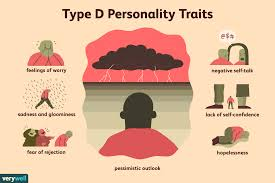 Type D Personality Traits
feelings of worry
@$#!
negative self-talk
sadness and gloominess
lack of self-confidence
fear of rejection
pessimistic outlook
hopelessness
verywell